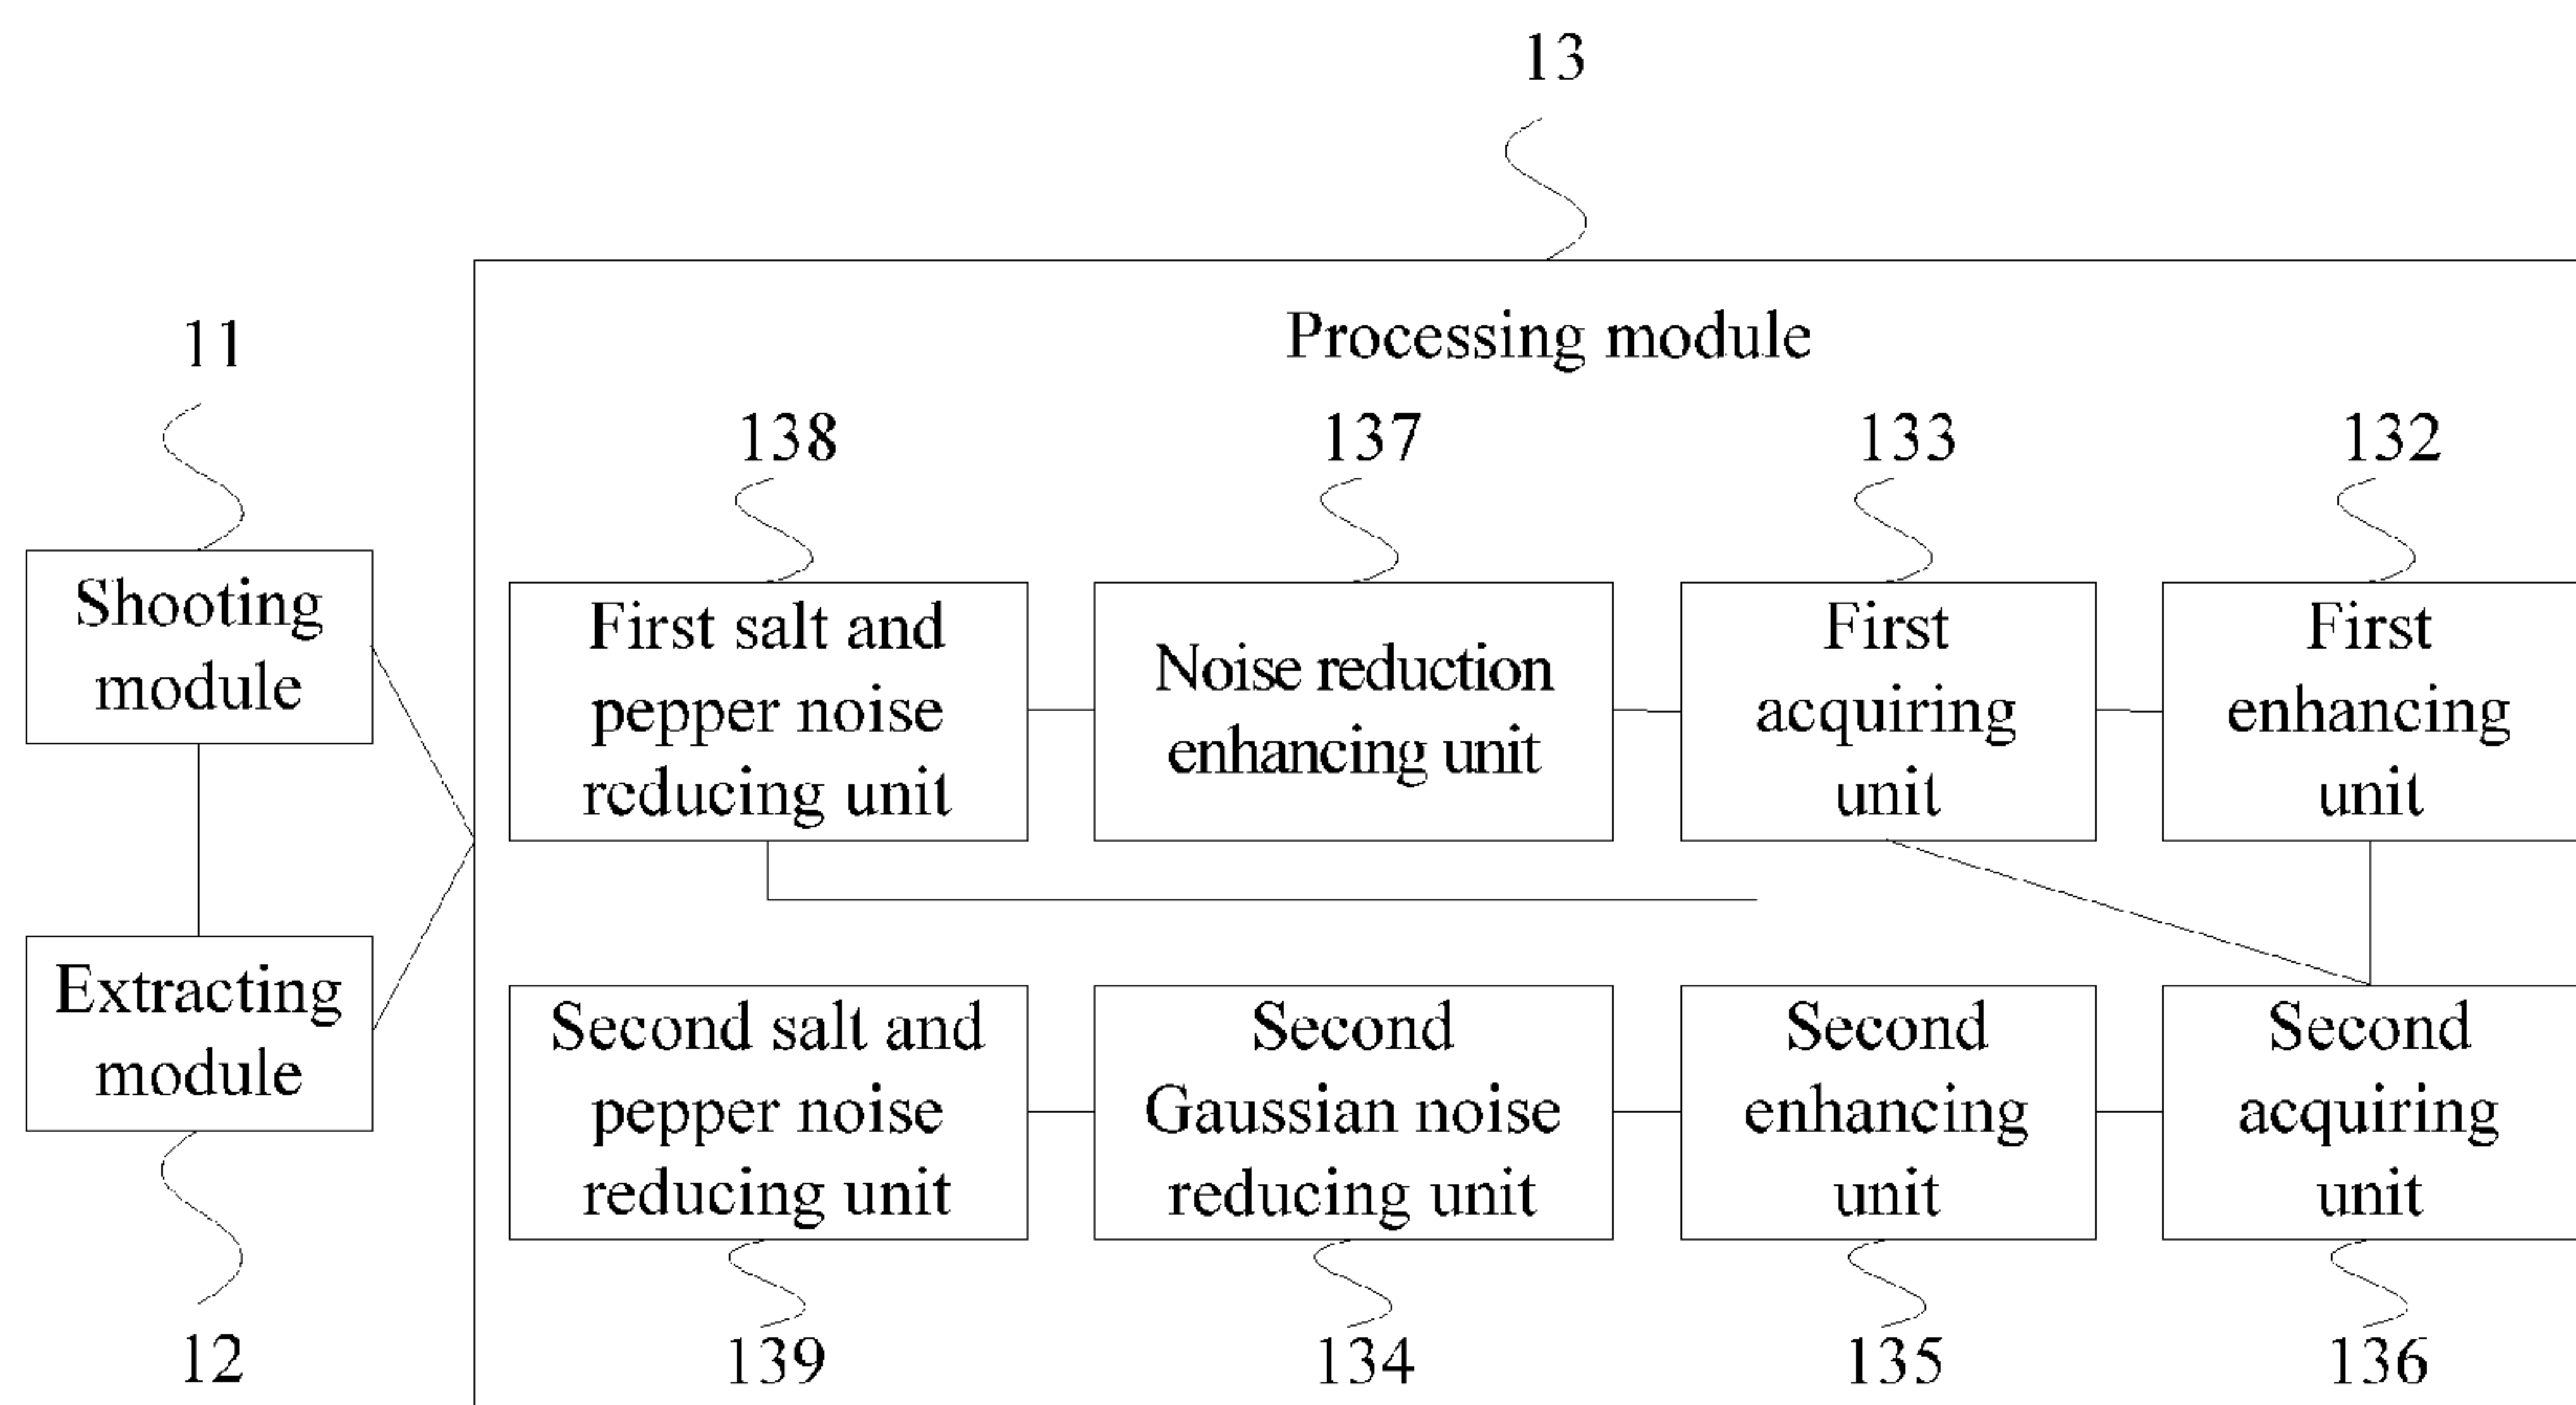 13
Processing module
11
138
137
133
132
Shooting
module
First salt and
pepper noise
reducing unit
Noise reduction
enhancing unit
First
acquiring
unit
First
enhancing
unit
Extracting
module
Second salt and
pepper noise
reducing unit
Second
Gaussian noise
reducing unit
Second
enhancing
unit
Second
acquiring
unit
12
139
134
135
136